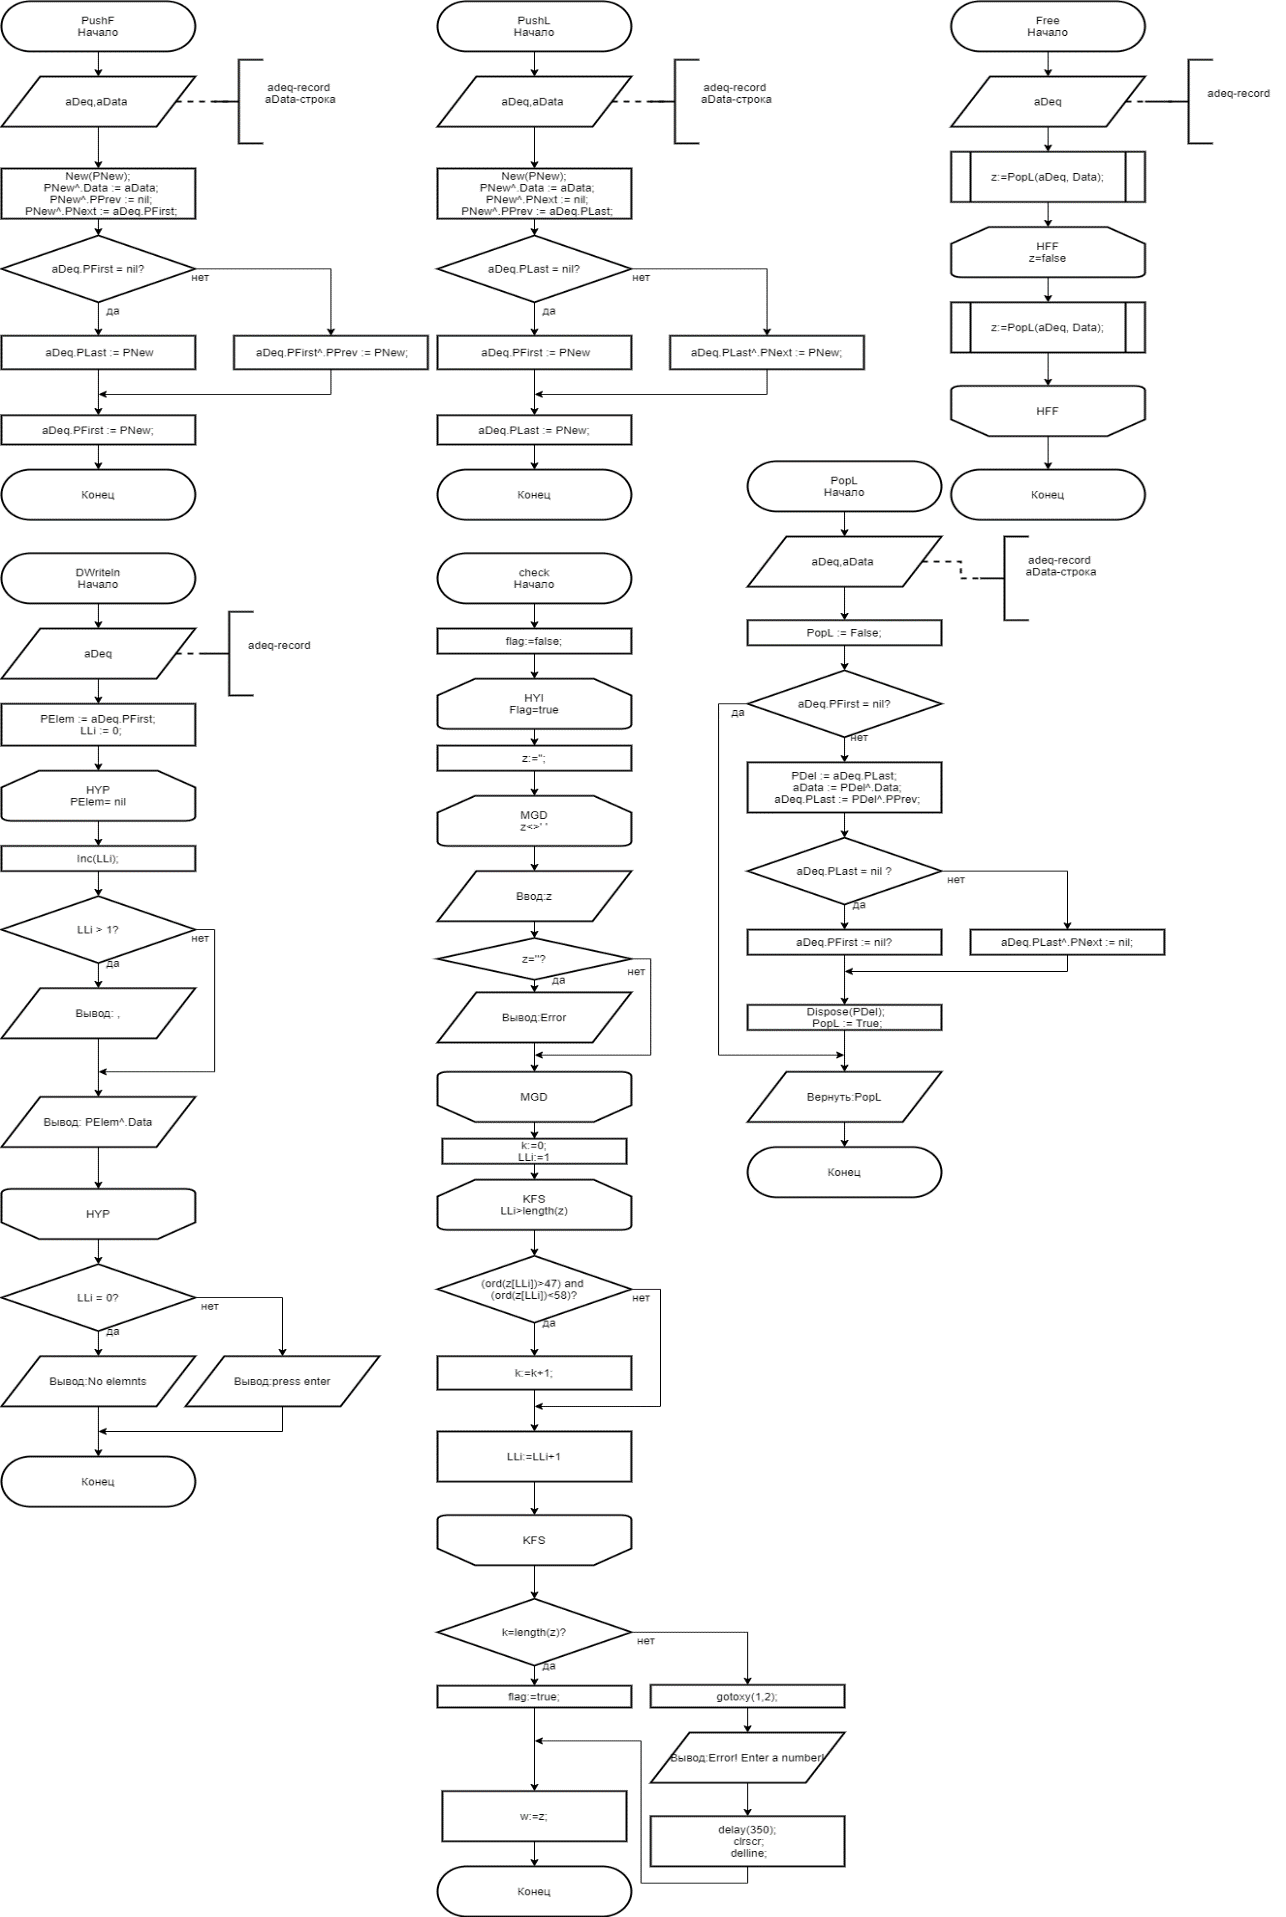 PushF
Начало
aDeq,aData
adeq-record
aData-строка
New(PNew);
PNew^.Data := aData;
PNew^.PPrev := nil;
PNew^.PNext := aDeq.PFirst;
aDeq.PFirst = nil?
нет
да
aDeq.PLast := PNew
aDeq.PFirst^.PPrev := PNew;
aDeq.PFirst := PNew;
Конец
PushL
Начало
aDeq,aData
adeq-record
aData-строка
New(PNew);
PNew^.Data := aData;
PNew^.PNext := nil;
PNew^.PPrev := aDeq.PLast;
aDeq.PLast = nil?
нет
да
aDeq.PFirst := PNew
aDeq.PLast^.PNext := PNew;
aDeq.PLast := PNew;
Конец
Free
Начало
aDeq
adeq-record
z:=PopL(aDeq, Data);
HFF
z=false
z:=PopL(aDeq, Data);
HFF
Конец
DWriteln
Начало
aDeq
adeq-record
PElem := aDeq.PFirst;
LLi := 0;
HYP
PElem= nil
Inc(LLi);
LLi > 1?
нет
да
Вывод: ,
Вывод: PElem^.Data
HYP
LLi = 0?
нет
да
Вывод:No elemnts
Вывод:press enter
Конец
check
Начало
flag:=false;
HYI
Flag=true
z:='';
MGD
z<>' '
Ввод:z
z=''?
нет
да
Вывод:Error
MGD
k:=0;
LLi:=1
KFS
LLi>length(z)
(ord(z[LLi])>47) and
(ord(z[LLi])<58)?
нет
да
k:=k+1;
LLi:=LLi+1
KFS
k=length(z)?
нет
да
flag:=true;
gotoxy(1,2);
Вывод:Error! Enter a number!
delay(350);
clrscr;
delline;
w:=z;
Конец
PopL
Начало
aDeq,aData
adeq-record
aData-строка
PopL := False;
aDeq.PFirst = nil?
да
нет
PDel := aDeq.PLast;
aData := PDel^.Data;
aDeq.PLast := PDel^.PPrev;
aDeq.PLast = nil ?
нет
да
aDeq.PFirst := nil?
aDeq.PLast^.PNext := nil;
Dispose(PDel);
PopL := True;
Вернуть:PopL
Конец